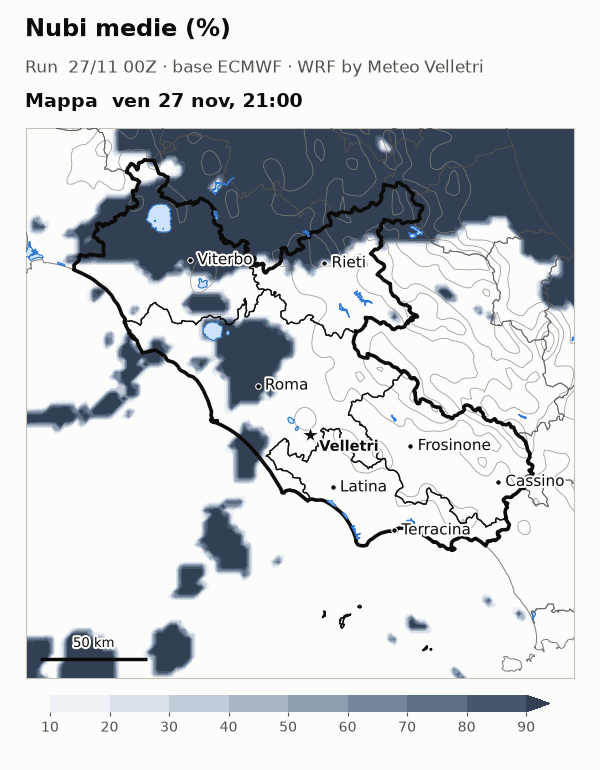 Nubi medie (%)
Run  27/11 00Z · base ECMWF · WRF by Meteo Velletri
Mappa  ven 27 nov, 21:00
Viterbo
Rieti
Roma
Velletri
Frosinone
Cassino
Latina
Terracina
50 km
10 20 30 40 50 60 70 80 90